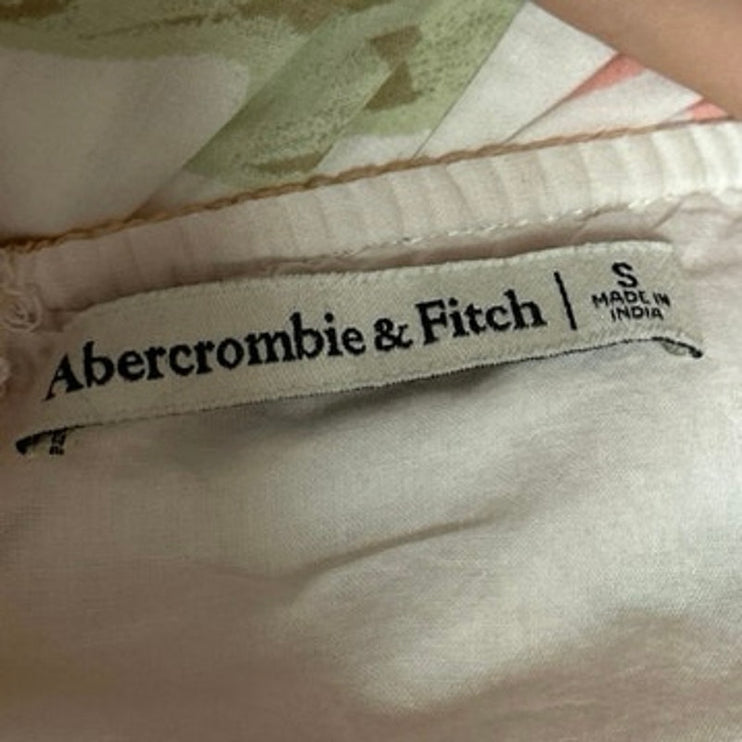 Abercrombie & Fitch | S
MADE IN
INDIA